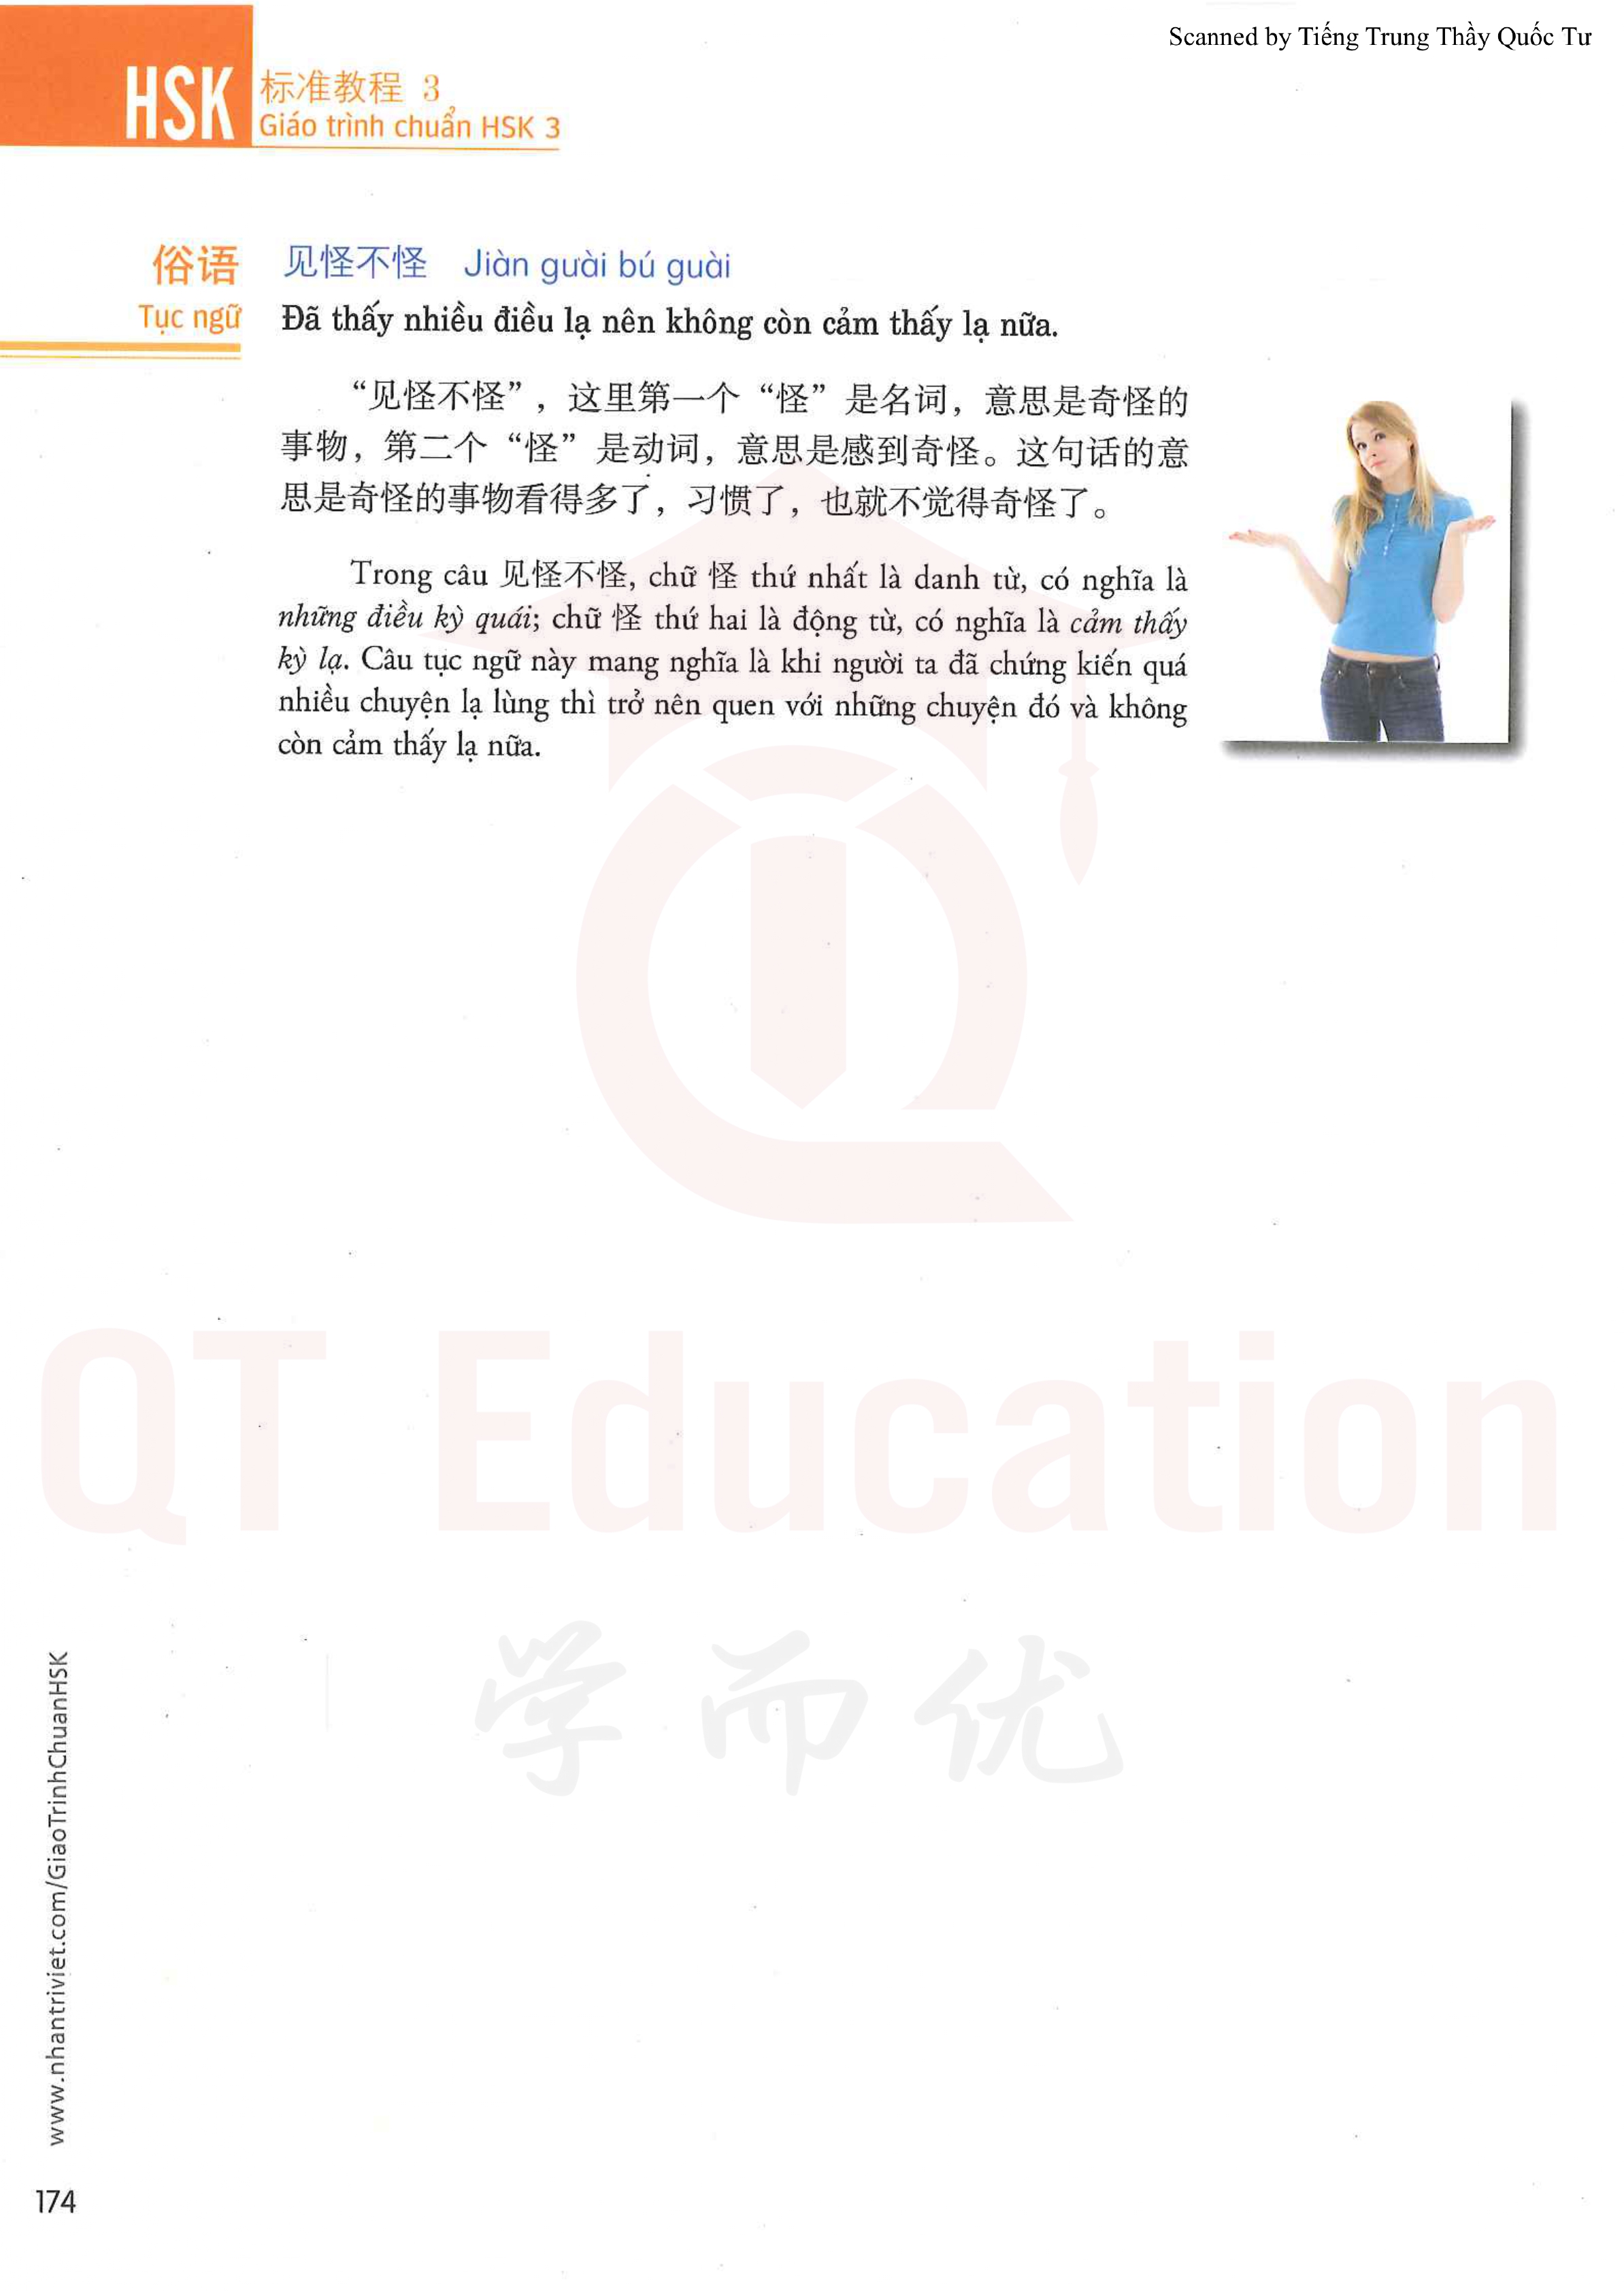 Scanned by Tiếng Trung Thầy Quốc Tư
HSK
标准教程 3
Giáo trình chuẩn HSK 3
俗语
Tục ngữ
见怪不怪 Jiàn guài bú guài
Đã thấy nhiều điều lạ nên không còn cảm thấy lạ nữa.
“见怪不怪”，这里第一个“怪”是名词，意思是奇怪的
事物，第二个“怪”是动词，意思是感到奇怪。这句话的意
思是奇怪的事物看得多了，习惯了，也就不觉得奇怪了。
Trong câu 见怪不怪, chữ 怪 thứ nhất là danh từ, có nghĩa là
những điều kỳ quái; chữ 怪 thứ hai là động từ, có nghĩa là cảm thấy
kỳ lạ. Câu tục ngữ này mang nghĩa là khi người ta đã chứng kiến quá
nhiều chuyện lạ lùng thì trở nên quen với những chuyện đó và không
còn cảm thấy lạ nữa.
QT Education
学而优
www.nhantriviet.com/GiaoTrinhChuanHSK
174